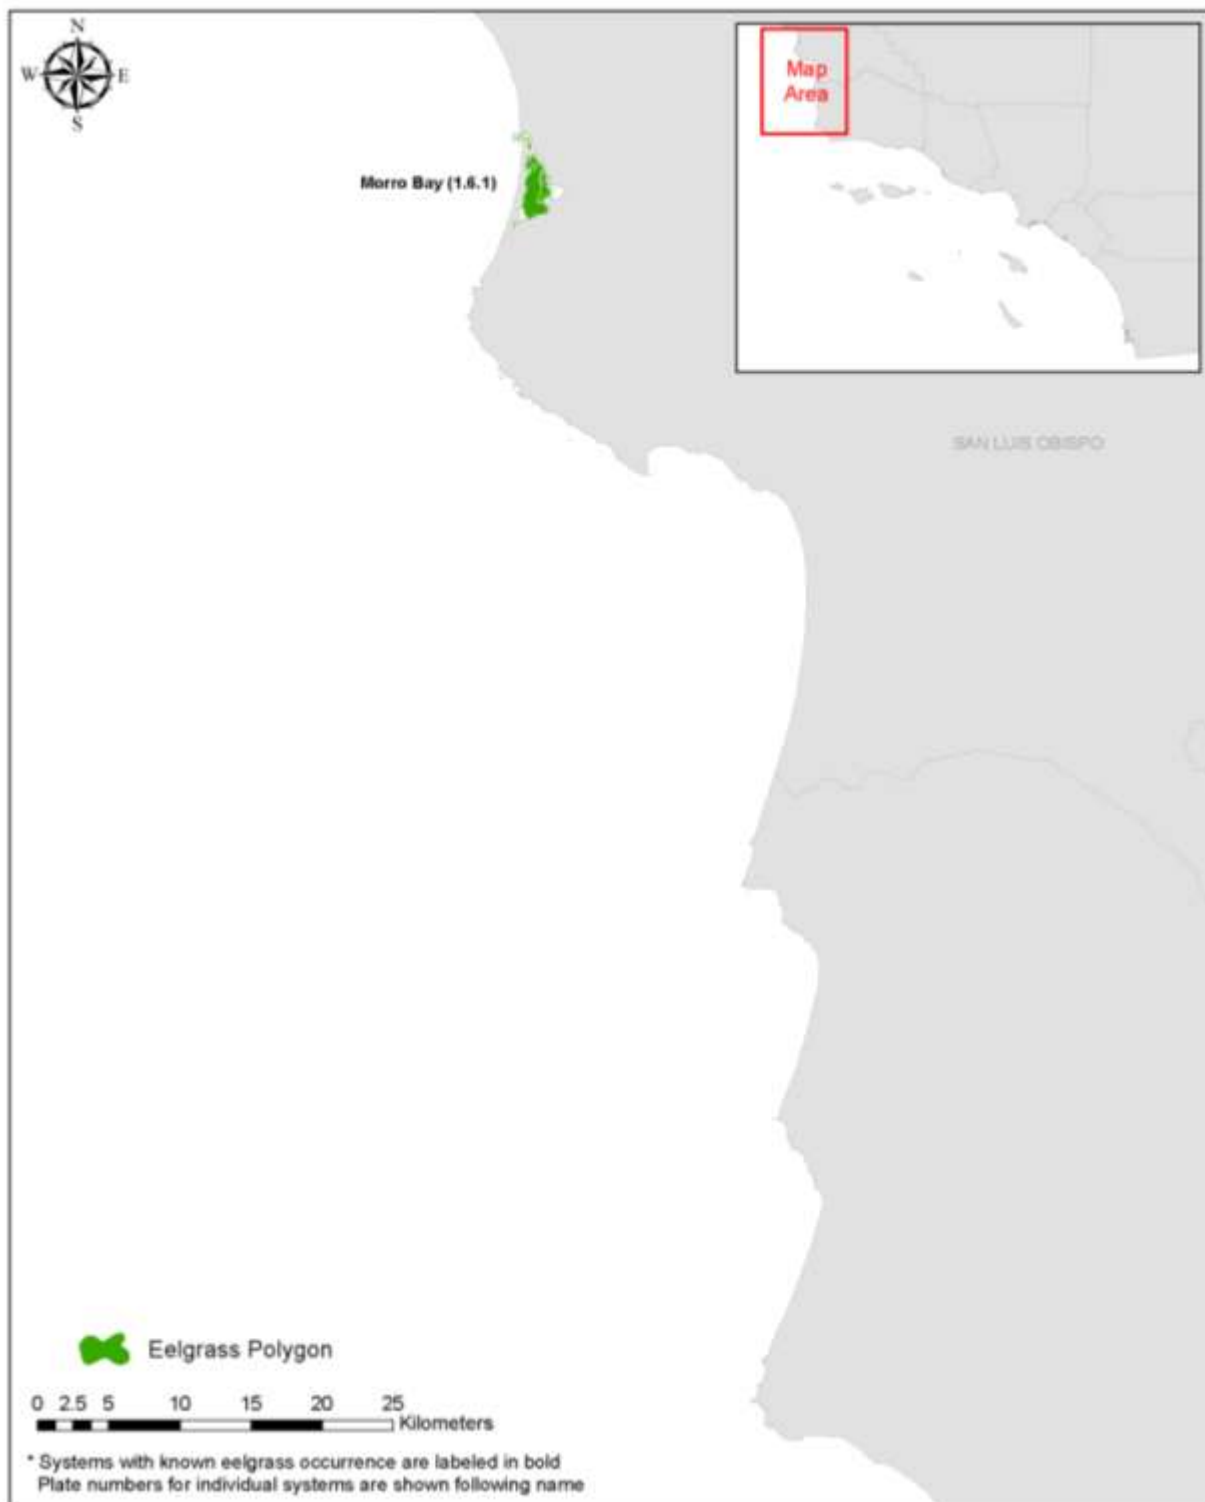 N
W E
S
Map
Area
Morro Bay (1.6.1)
SAN LUIS OBISPO
Eelgrass Polygon
0 2.5 5 10 15 20 25
Kilometers
* Systems with known eelgrass occurrence are labeled in bold
Plate numbers for individual systems are shown following name